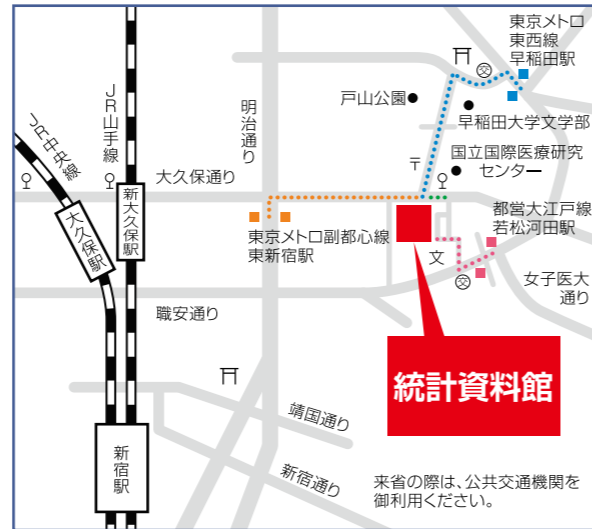 東京メトロ
東西線
早稲田駅
交
戸山公園
早稲田大学文学部
国立国際医療研究
センター
明治通り
JR山手線
JR中央線
大久保通り
新大久保駅
大久保駅
〒
東京メトロ副都心線
東新宿駅
都営大江戸線
若松河田駅
文
交
女子医大
通り
職安通り
統計資料館
靖国通り
新宿通り
新宿駅
来省の際は、公共交通機関を
御利用ください。